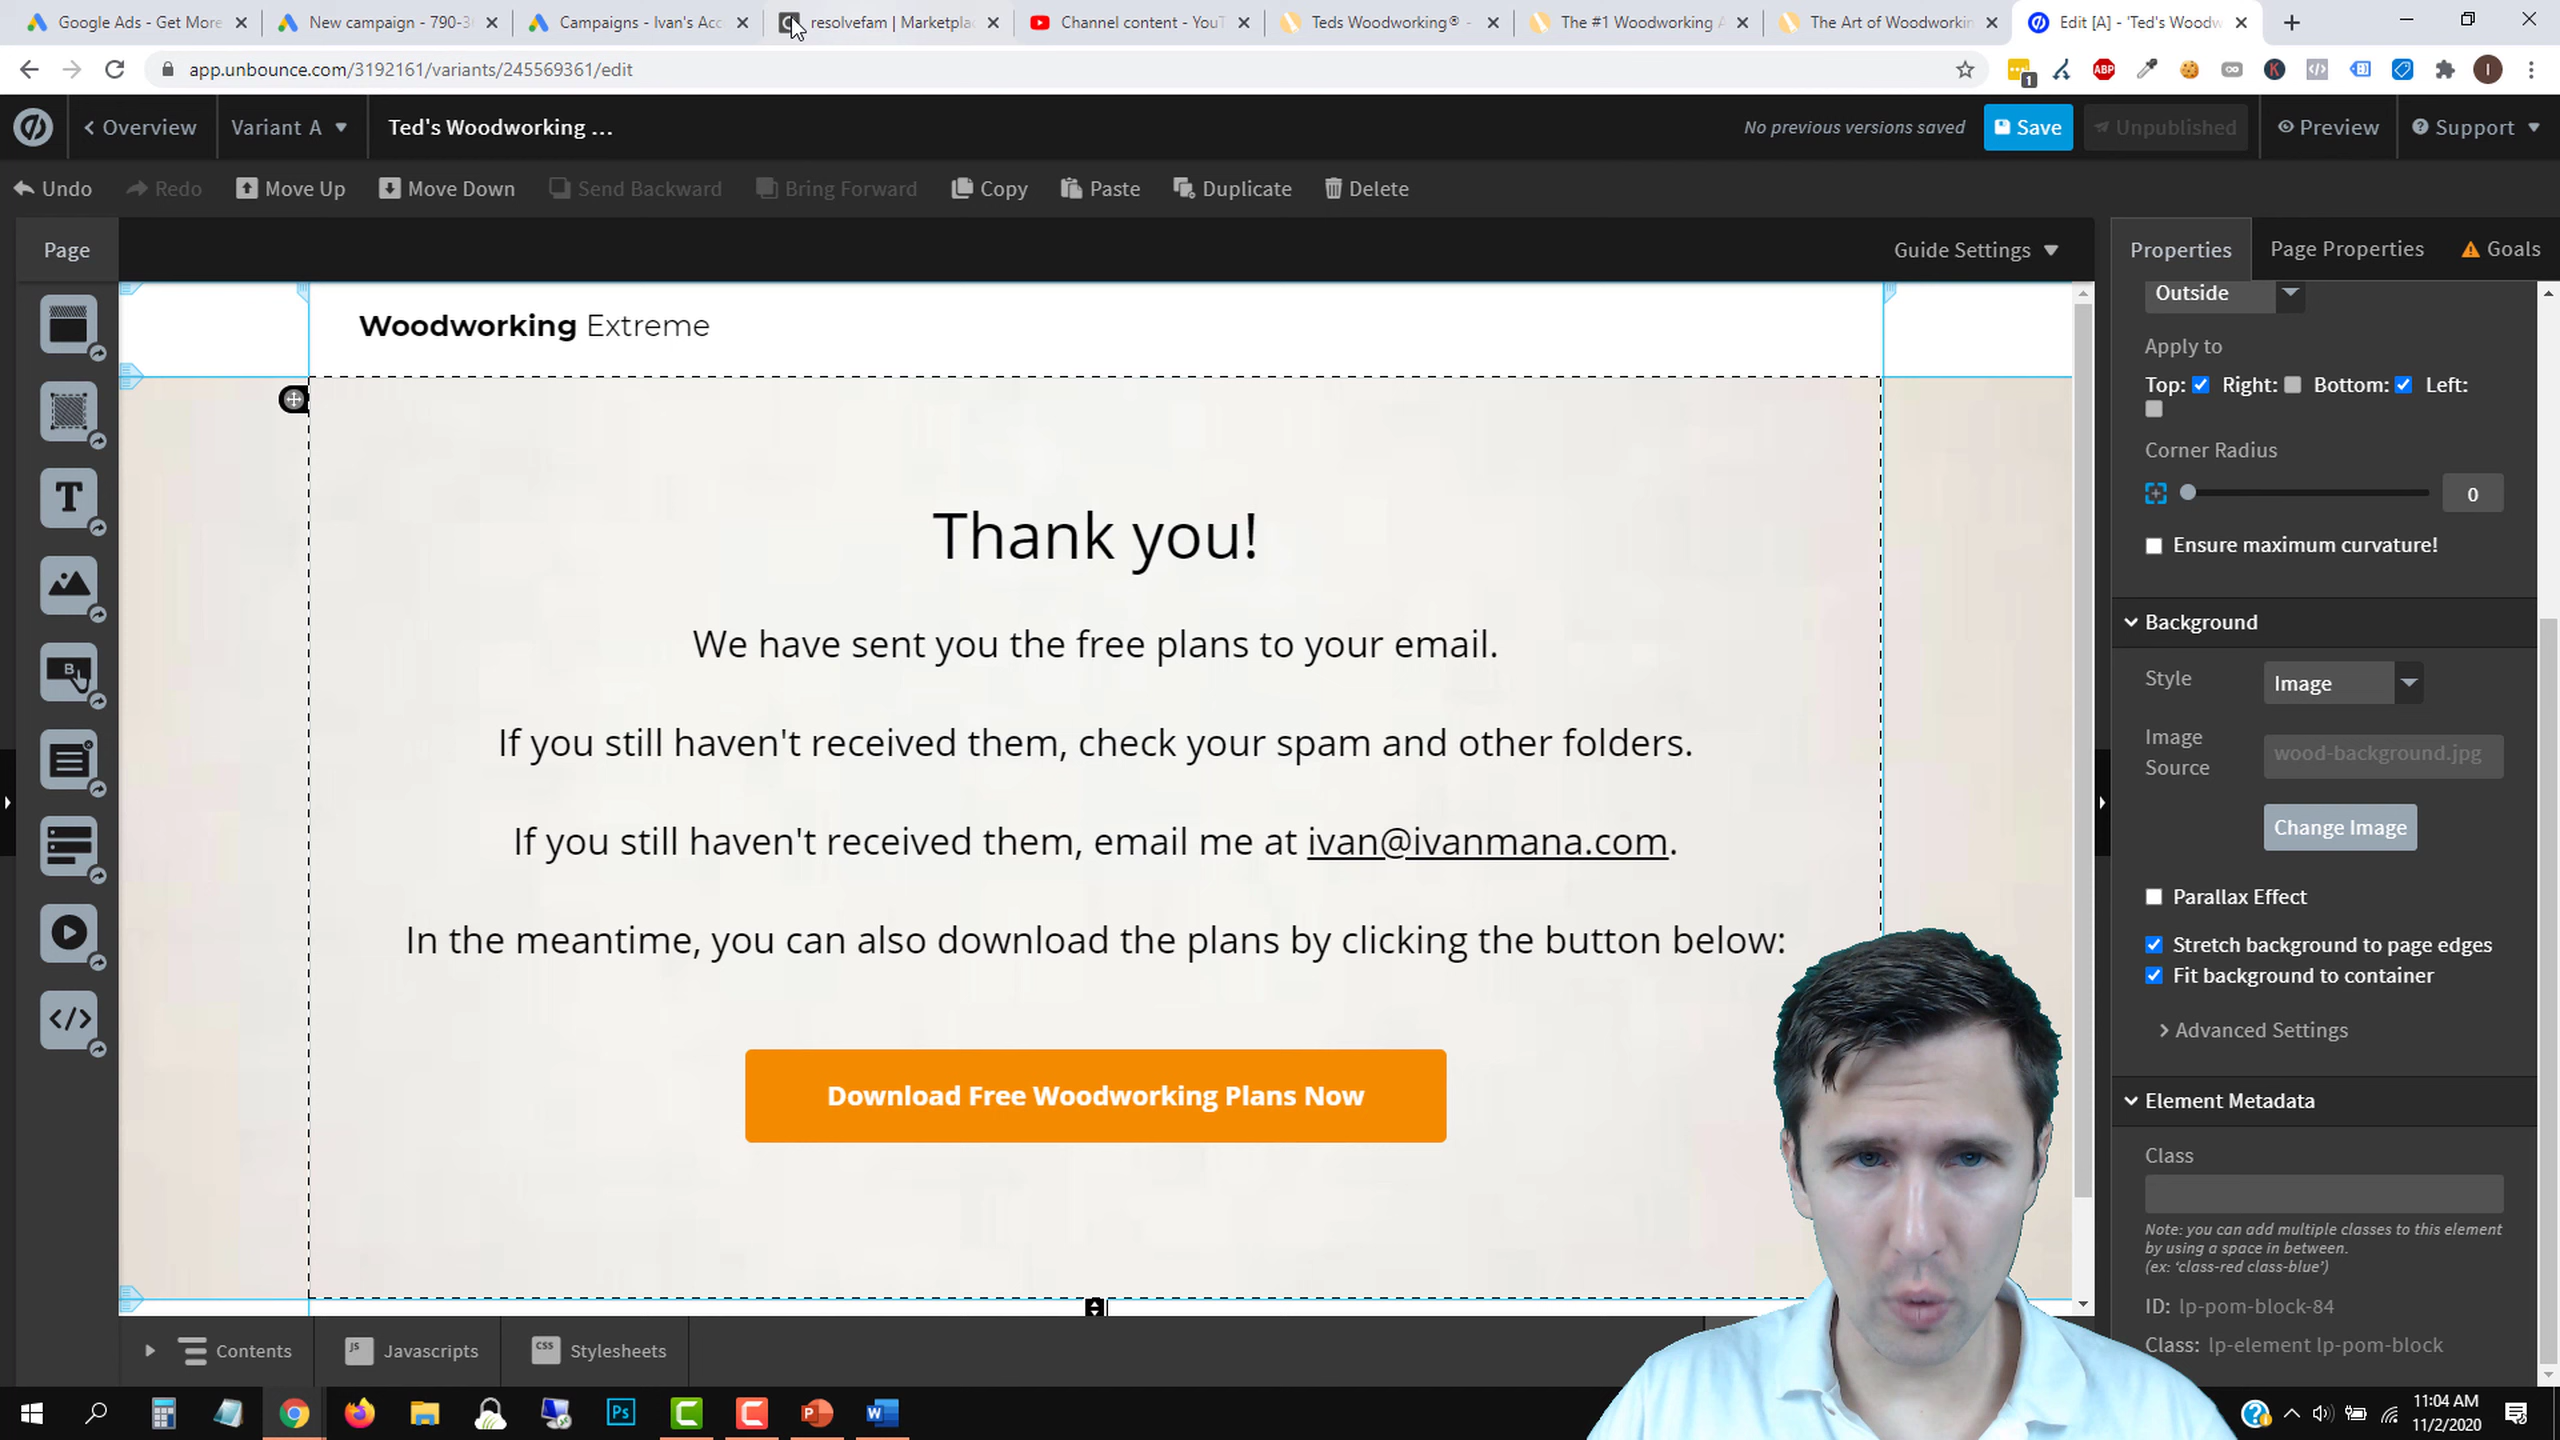 Google Ads - Get More
New campaign - 790-3
Campaigns - Ivan's Acc
resolvefam | Marketpla
Channel content - YouT
Teds Woodworking® -
The #1 Woodworking A
The Art of Woodworkin
Edit [A] - 'Ted's Woodw
app.unbounce.com/3192161/variants/245569361/edit
1
ABP
K
I
Overview
Variant A
Ted's Woodworking ...
No previous versions saved
Save
Unpublished
Preview
Support
Undo
Redo
Move Up
Move Down
Send Backward
Bring Forward
Copy
Paste
Duplicate
Delete
Page
Guide Settings
Properties
Page Properties
Goals
Woodworking Extreme
Thank you!
We have sent you the free plans to your email.
If you still haven't received them, check your spam and other folders.
If you still haven't received them, email me at ivan@ivanmana.com.
In the meantime, you can also download the plans by clicking the button below:
Download Free Woodworking Plans Now
T
B
Outside
Apply to
Top: Right: Bottom: Left:
Corner Radius
0
Ensure maximum curvature!
Background
Style
Image
Image
Source
wood-background.jpg
Change Image
Parallax Effect
Stretch background to page edges
Fit background to container
Advanced Settings
Element Metadata
Class
Note: you can add multiple classes to this element
by using a space in between.
(ex: ‘class-red class-blue’)
ID: lp-pom-block-84
Class: lp-element lp-pom-block
Contents
JS
Javascripts
CSS
Stylesheets
Ps
11:04 AM
11/2/2020